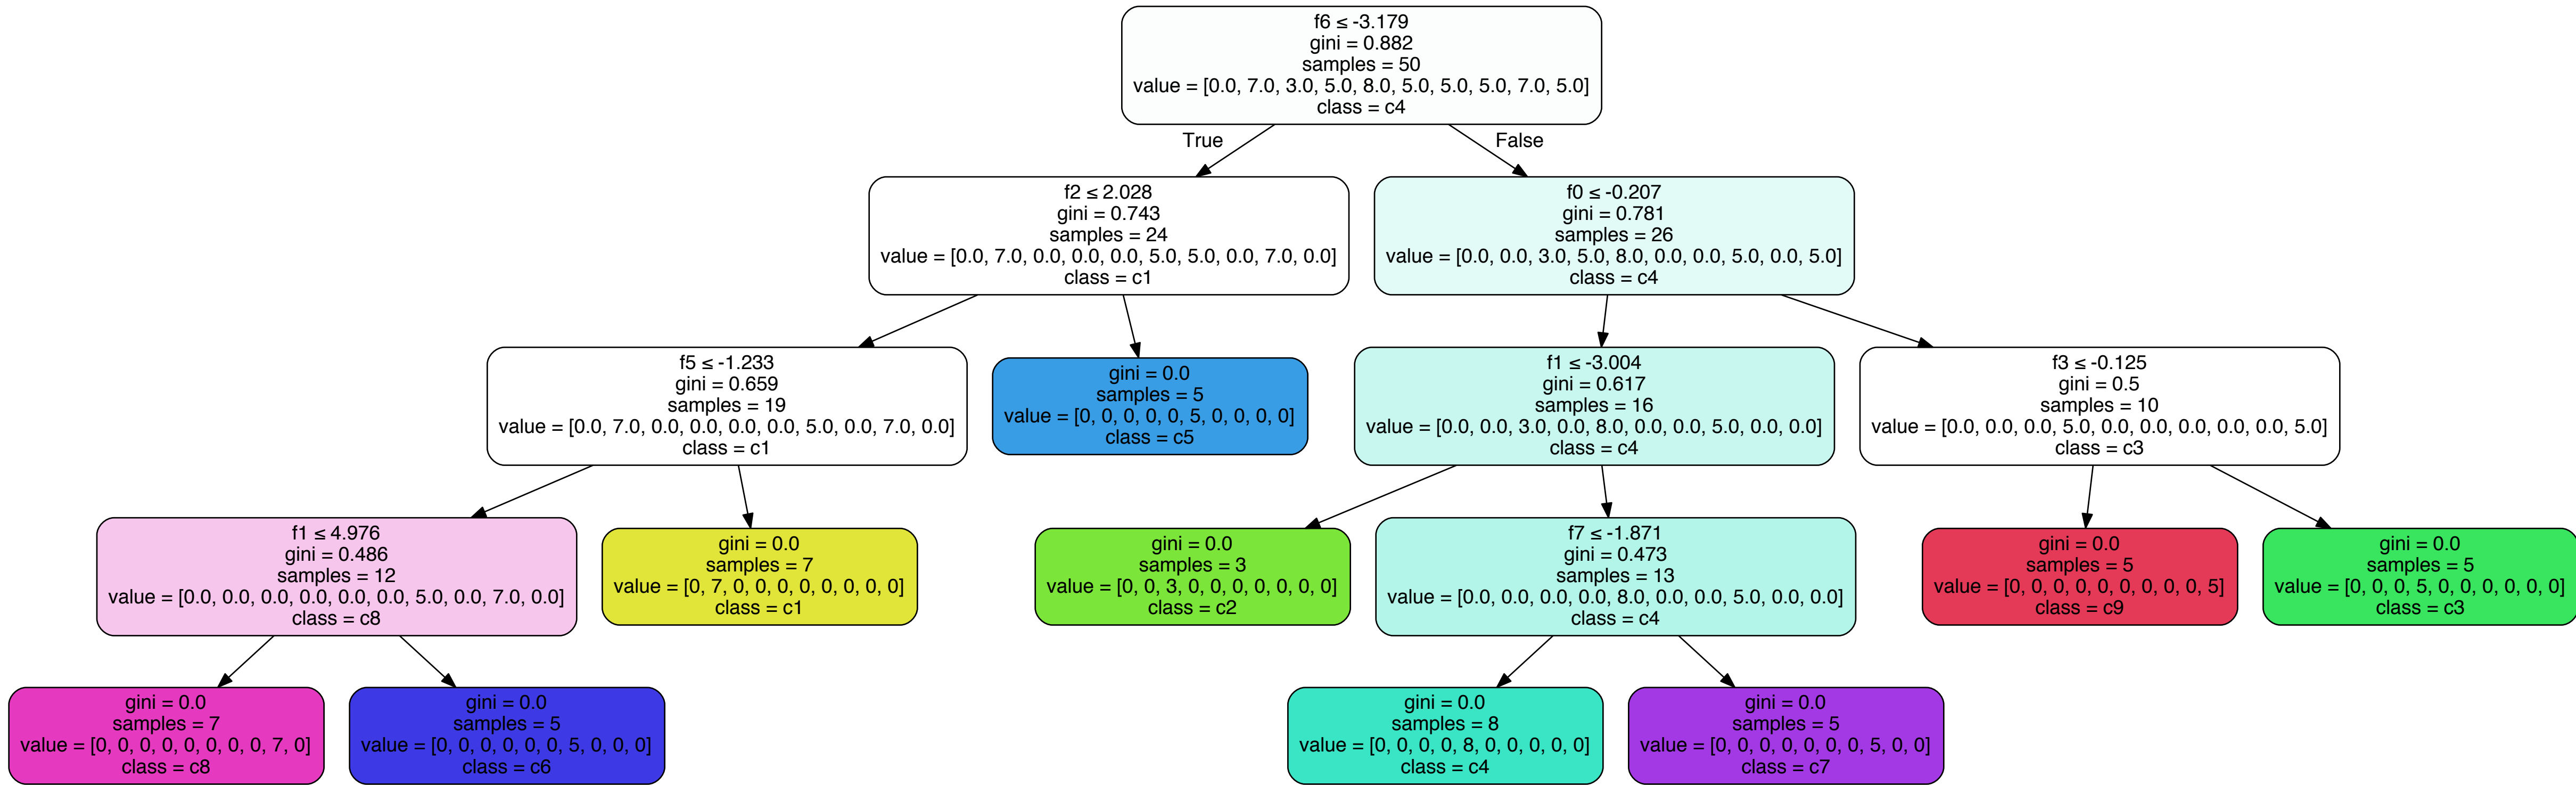 f6 ≤ -3.179
gini = 0.882
samples = 50
value = [0.0, 7.0, 3.0, 5.0, 8.0, 5.0, 5.0, 5.0, 7.0, 5.0]
class = c4
True
False
f2 ≤ 2.028
gini = 0.743
samples = 24
value = [0.0, 7.0, 0.0, 0.0, 0.0, 5.0, 5.0, 0.0, 7.0, 0.0]
class = c1
f0 ≤ -0.207
gini = 0.781
samples = 26
value = [0.0, 0.0, 3.0, 5.0, 8.0, 0.0, 0.0, 5.0, 0.0, 5.0]
class = c4
f5 ≤ -1.233
gini = 0.659
samples = 19
value = [0.0, 7.0, 0.0, 0.0, 0.0, 0.0, 5.0, 0.0, 7.0, 0.0]
class = c1
gini = 0.0
samples = 5
value = [0, 0, 0, 0, 0, 5, 0, 0, 0, 0]
class = c5
f1 ≤ -3.004
gini = 0.617
samples = 16
value = [0.0, 0.0, 3.0, 0.0, 8.0, 0.0, 0.0, 5.0, 0.0, 0.0]
class = c4
f3 ≤ -0.125
gini = 0.5
samples = 10
value = [0.0, 0.0, 0.0, 5.0, 0.0, 0.0, 0.0, 0.0, 0.0, 5.0]
class = c3
f1 ≤ 4.976
gini = 0.486
samples = 12
value = [0.0, 0.0, 0.0, 0.0, 0.0, 0.0, 5.0, 0.0, 7.0, 0.0]
class = c8
gini = 0.0
samples = 7
value = [0, 7, 0, 0, 0, 0, 0, 0, 0, 0]
class = c1
gini = 0.0
samples = 3
value = [0, 0, 3, 0, 0, 0, 0, 0, 0, 0]
class = c2
f7 ≤ -1.871
gini = 0.473
samples = 13
value = [0.0, 0.0, 0.0, 0.0, 8.0, 0.0, 0.0, 5.0, 0.0, 0.0]
class = c4
gini = 0.0
samples = 5
value = [0, 0, 0, 0, 0, 0, 0, 0, 0, 5]
class = c9
gini = 0.0
samples = 5
value = [0, 0, 0, 5, 0, 0, 0, 0, 0, 0]
class = c3
gini = 0.0
samples = 7
value = [0, 0, 0, 0, 0, 0, 0, 0, 7, 0]
class = c8
gini = 0.0
samples = 5
value = [0, 0, 0, 0, 0, 0, 5, 0, 0, 0]
class = c6
gini = 0.0
samples = 8
value = [0, 0, 0, 0, 8, 0, 0, 0, 0, 0]
class = c4
gini = 0.0
samples = 5
value = [0, 0, 0, 0, 0, 0, 0, 5, 0, 0]
class = c7